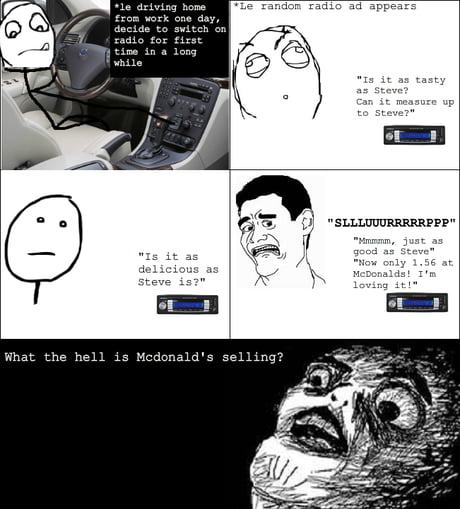 *le driving home
from work one day,
decide to switch on
radio for first
time in a long
while
*Le random radio ad appears
"Is it as tasty
as Steve?
Can it measure up
to Steve?"
"Is it as
delicious as
Steve is?"
"SLLLUUURRRRRPPP"
"Mmmmm, just as
good as Steve"
"Now only 1.56 at
McDonalds! I'm
loving it!"
What the hell is Mcdonald's selling?